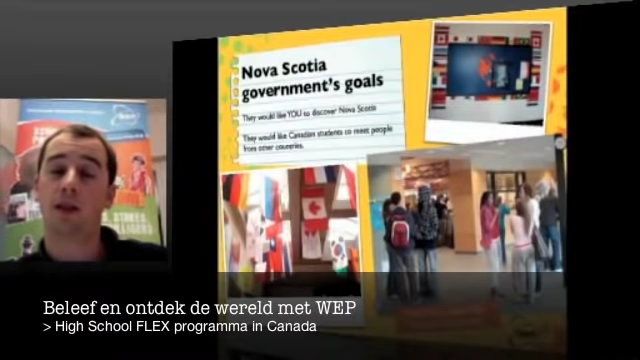 Nova Scotia
government's goals
They would like YOU to discover Nova Scotia
They would like Canadian students to meet people
from other countries.
Beleef en ontdek de wereld met WEP
> High School FLEX programma in Canada